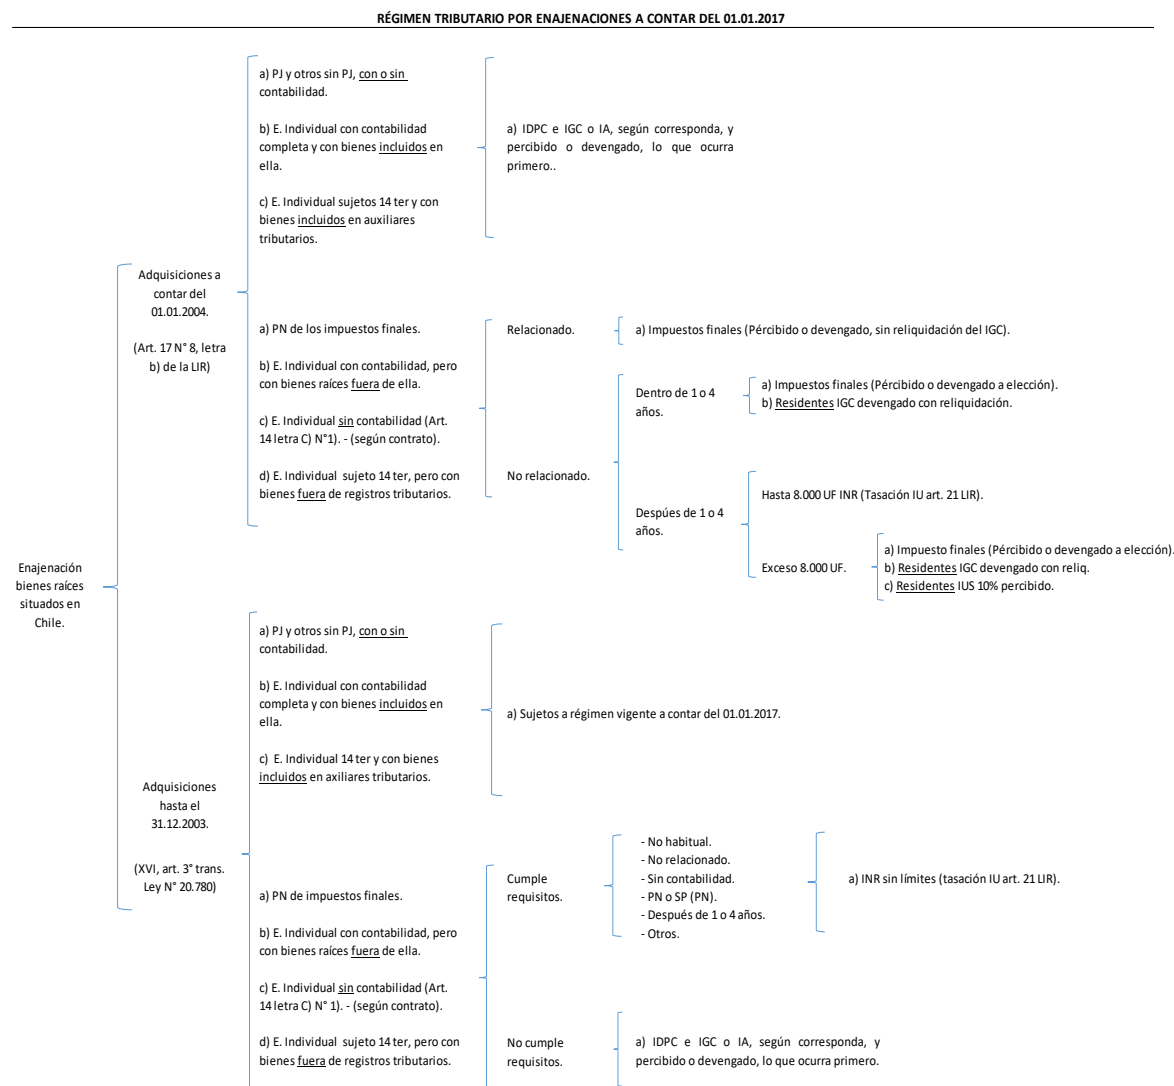 RÉGIMEN TRIBUTARIO POR ENAJENACIONES A CONTAR DEL 01.01.2017
Enajenación
bienes raíces
situados en
Chile.
Adquisiciones a
contar del
01.01.2004.
(Art. 17 N° 8, letra
b) de la LIR)
a) PJ y otros sin PJ, con o sin
contabilidad.
b) E. Individual con contabilidad
completa y con bienes incluidos en
ella.
c) E. Individual sujetos 14 ter y con
bienes incluidos en auxiliares
tributarios.
a) IDPC e IGC o IA, según corresponda, y
percibido o devengado, lo que ocurra
primero..
a) PN de los impuestos finales.
b) E. Individual con contabilidad, pero
con bienes raíces fuera de ella.
c) E. Individual sin contabilidad (Art.
14 letra C) N°1). - (según contrato).
d) E. Individual sujeto 14 ter, pero con
bienes fuera de registros tributarios.
Relacionado.
a) Impuestos finales (Pércibido o devengado, sin reliquidación del IGC).
No relacionado.
Dentro de 1 o 4
años.
a) Impuestos finales (Pércibido o devengado a elección).
b) Residentes IGC devengado con reliquidación.
Despúes de 1 o 4
años.
Hasta 8.000 UF INR (Tasación IU art. 21 LIR).
Exceso 8.000 UF.
a) Impuesto finales (Pércibido o devengado a elección).
b) Residentes IGC devengado con reliq.
c) Residentes IUS 10% percibido.
Adquisiciones
hasta el
31.12.2003.
(XVI, art. 3° trans.
Ley N° 20.780)
a) PJ y otros sin PJ, con o sin
contabilidad.
b) E. Individual con contabilidad
completa y con bienes incluidos en
ella.
c) E. Individual 14 ter y con bienes
incluidos en axiliares tributarios.
a) Sujetos a régimen vigente a contar del 01.01.2017.
a) PN de impuestos finales.
b) E. Individual con contabilidad, pero
con bienes raíces fuera de ella.
c) E. Individual sin contabilidad (Art.
14 letra C) N° 1). - (según contrato).
d) E. Individual sujeto 14 ter, pero con
bienes fuera de registros tributarios.
Cumple
requisitos.
- No habitual.
- No relacionado.
- Sin contabilidad.
- PN o SP (PN).
- Después de 1 o 4 años.
- Otros.
a) INR sin límites (tasación IU art. 21 LIR).
No cumple
requisitos.
a) IDPC e IGC o IA, según corresponda, y
percibido o devengado, lo que ocurra primero.